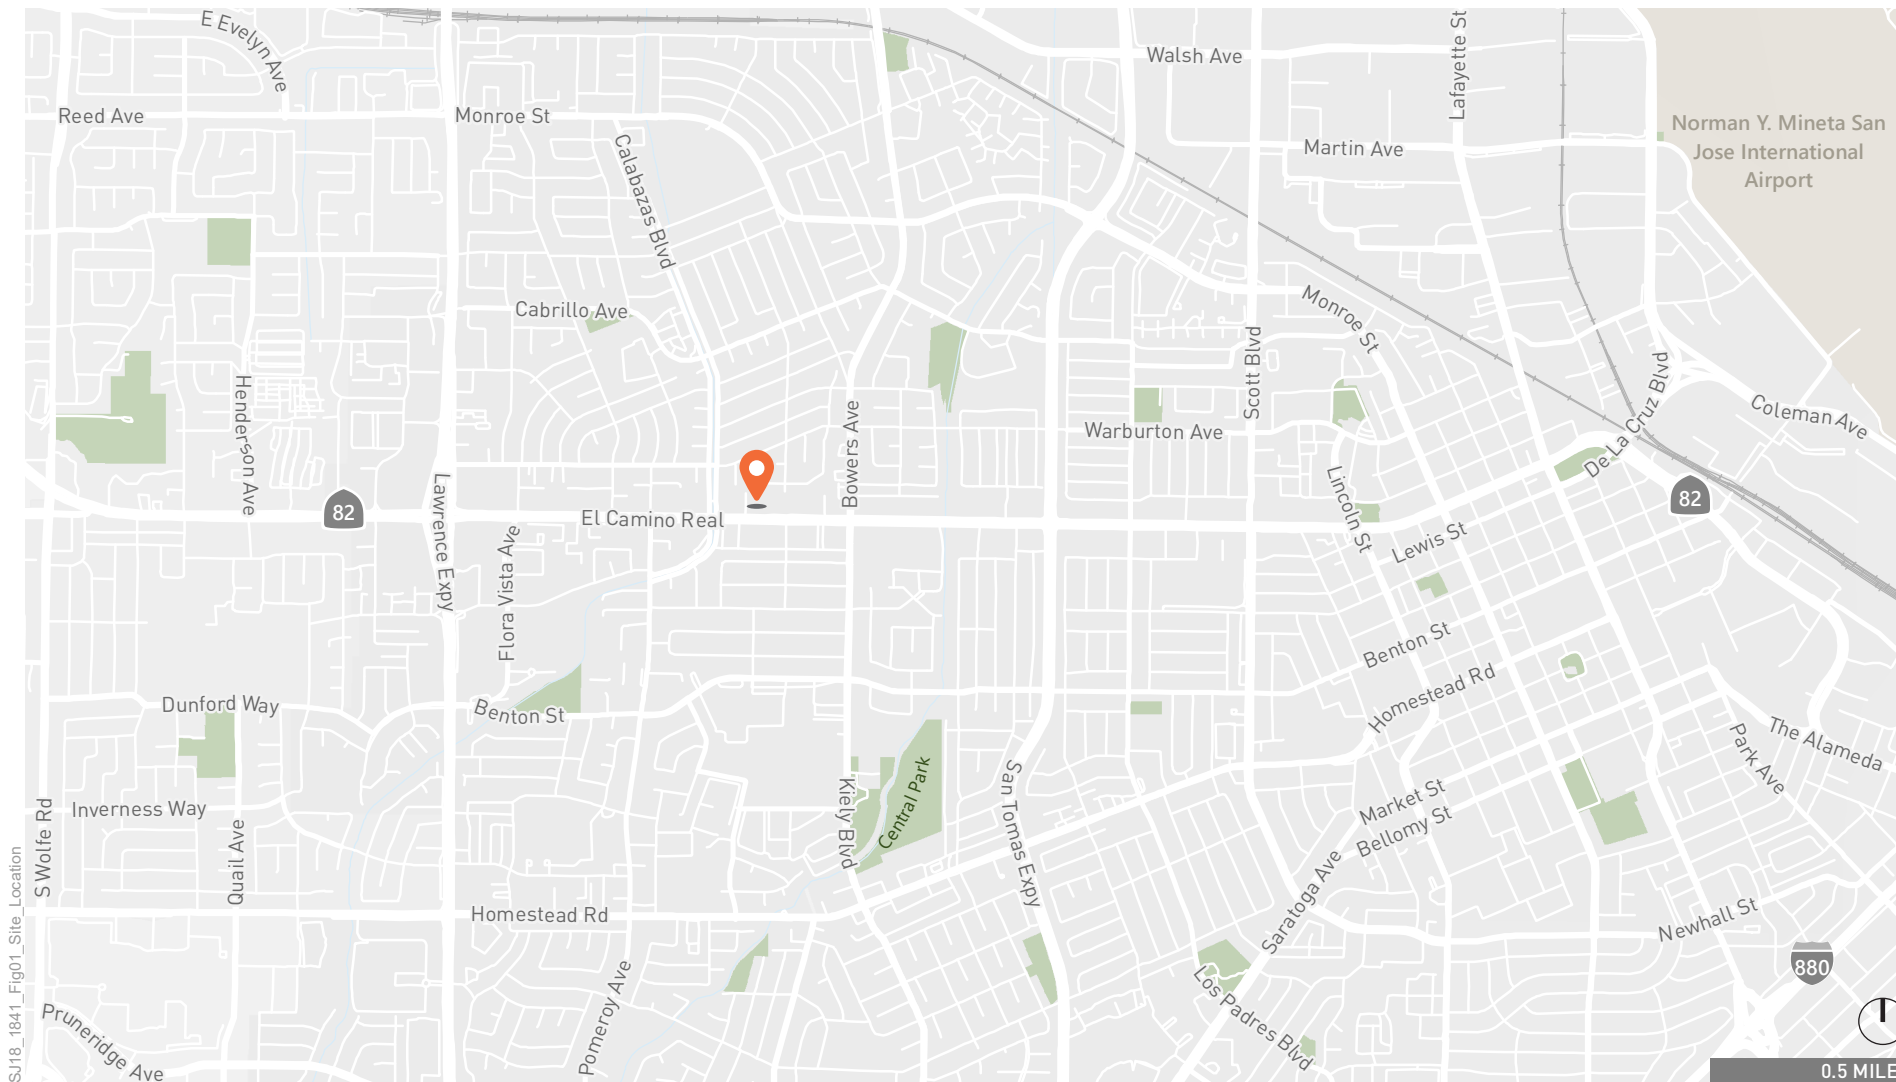 E Evelyn Ave
Walsh Ave
Lafayette St
Reed Ave
Monroe St
Norman Y. Mineta San
Jose International
Airport
Martin Ave
Calabazas Blvd
Cabrillo Ave
Monroe St
Scott Blvd
De La Cruz Blvd
Coleman Ave
Henderson Ave
Bowers Ave
Warburton Ave
Lawrence Expy
Lincoln St
82
82
El Camino Real
Flora Vista Ave
Lewis St
Benton St
Homestead Rd
Dunford Way
Benton St
The Alameda
Park Ave
Central Park
San Tomas Expy
Kiely Blvd
Market St
Bellomy St
Inverness Way
S Wolfe Rd
Quail Ave
Saratoga Ave
Homestead Rd
Newhall St
880
Pomeroy Ave
Los Padres Blvd
Pruneridge Ave
SJ18_1841_Fig01_Site_Location
0.5 MILE